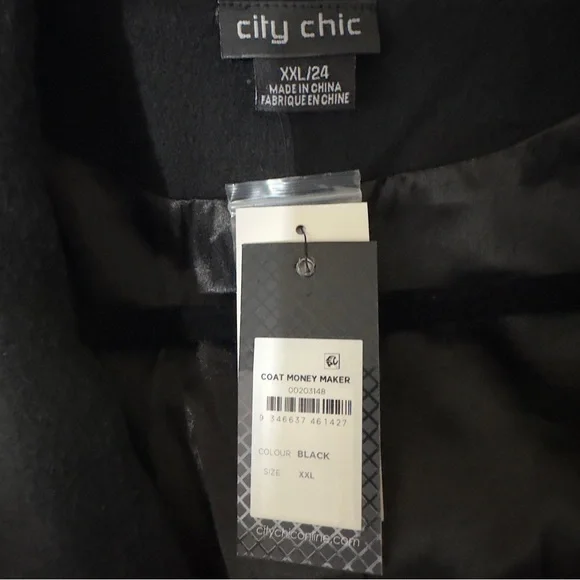 city chic
XXL/24
MADE IN CHINA
FABRIQUE EN CHINE
COAT MONEY MAKER
00203148
9 346637 461427
COLOUR BLACK
SIZE XXL
citychiconline.com